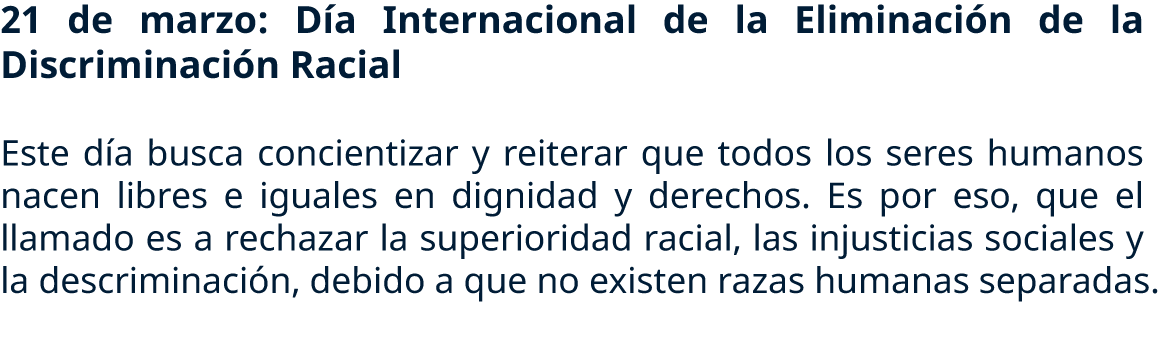 21 de marzo: Día Internacional de la Eliminación de la
Discriminación Racial
Este día busca concientizar y reiterar que todos los seres humanos
nacen libres e iguales en dignidad y derechos. Es por eso, que el
llamado es a rechazar la superioridad racial, las injusticias sociales y
la descriminación, debido a que no existen razas humanas separadas.